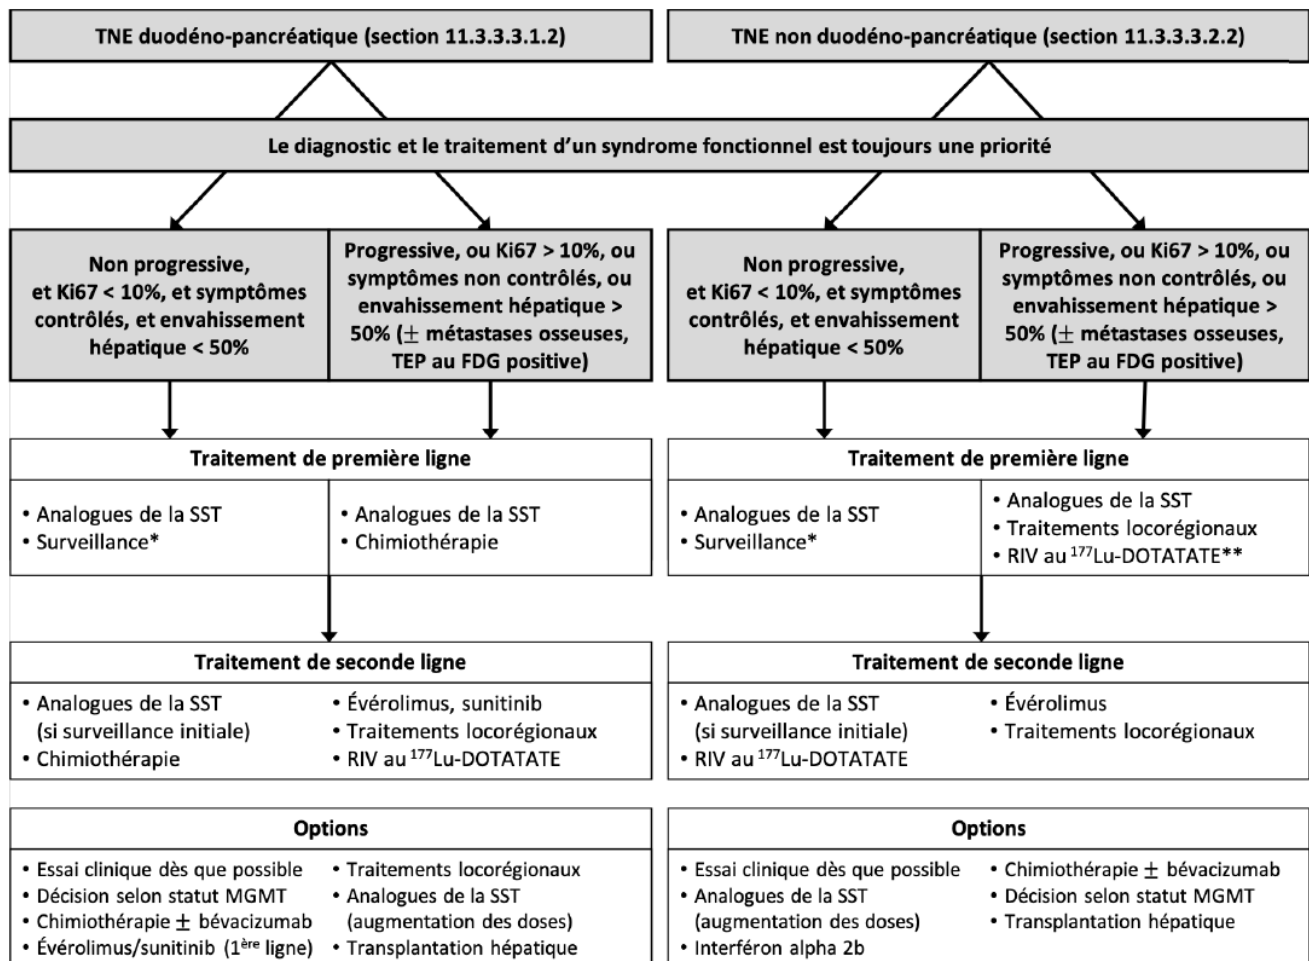 TNE duodéno-pancréatique (section 11.3.3.3.1.2)
TNE non duodéno-pancréatique (section 11.3.3.3.2.2)
Le diagnostic et le traitement d’un syndrome fonctionnel est toujours une priorité
Non progressive,
et Ki67 < 10%, et symptômes
contrôlés, et envahissement
hépatique < 50%
Progressive, ou Ki67 > 10%, ou
symptômes non contrôlés, ou
envahissement hépatique >
50% (± métastases osseuses,
TEP au FDG positive)
Non progressive,
et Ki67 < 10%, et symptômes
contrôlés, et envahissement
hépatique < 50%
Progressive, ou Ki67 > 10%, ou
symptômes non contrôlés, ou
envahissement hépatique >
50% (± métastases osseuses,
TEP au FDG positive)
Traitement de première ligne
• Analogues de la SST
• Surveillance*
• Analogues de la SST
• Chimiothérapie
Traitement de première ligne
• Analogues de la SST
• Surveillance*
• Analogues de la SST
• Traitements locorégionaux
• RIV au ¹⁷⁷Lu-DOTATATE**
Traitement de seconde ligne
• Analogues de la SST
(si surveillance initiale)
• Chimiothérapie
• Évérolimus, sunitinib
• Traitements locorégionaux
• RIV au ¹⁷⁷Lu-DOTATATE
Traitement de seconde ligne
• Analogues de la SST
(si surveillance initiale)
• RIV au ¹⁷⁷Lu-DOTATATE
• Évérolimus
• Traitements locorégionaux
Options
• Essai clinique dès que possible
• Décision selon statut MGMT
• Chimiothérapie ± bévacizumab
• Évérolimus/sunitinib (1ère ligne)
• Traitements locorégionaux
• Analogues de la SST
(augmentation des doses)
• Transplantation hépatique
Options
• Essai clinique dès que possible
• Analogues de la SST
(augmentation des doses)
• Interféron alpha 2b
• Chimiothérapie ± bévacizumab
• Décision selon statut MGMT
• Transplantation hépatique